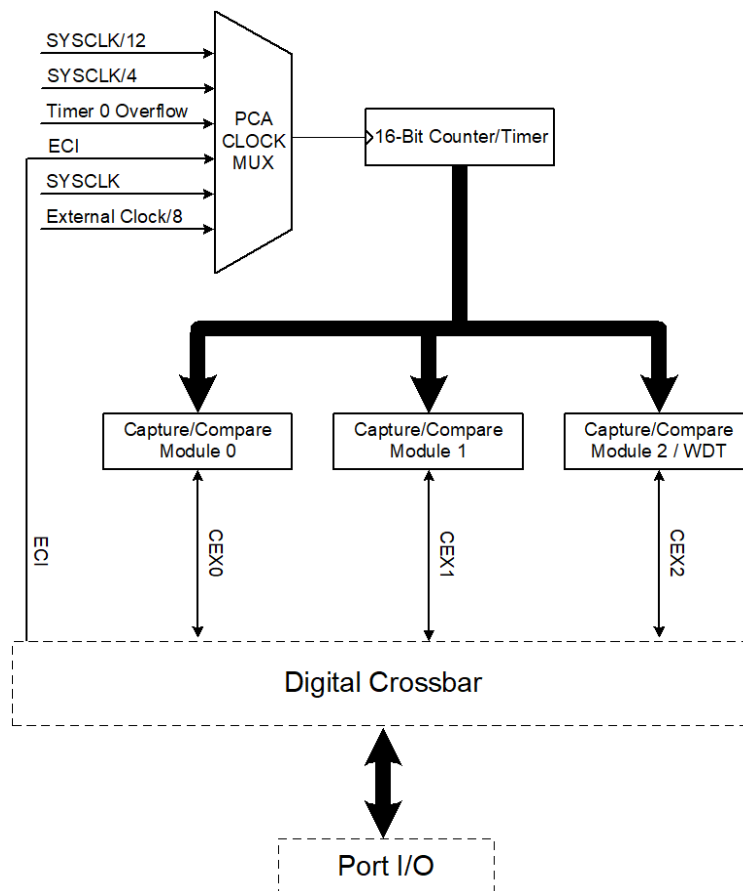 SYSCLK/12
SYSCLK/4
Timer 0 Overflow
ECI
SYSCLK
External Clock/8
PCA
CLOCK
MUX
16-Bit Counter/Timer
Capture/Compare
Module 0
Capture/Compare
Module 1
Capture/Compare
Module 2 / WDT
ECI
CEX0
CEX1
CEX2
Digital Crossbar
Port I/O